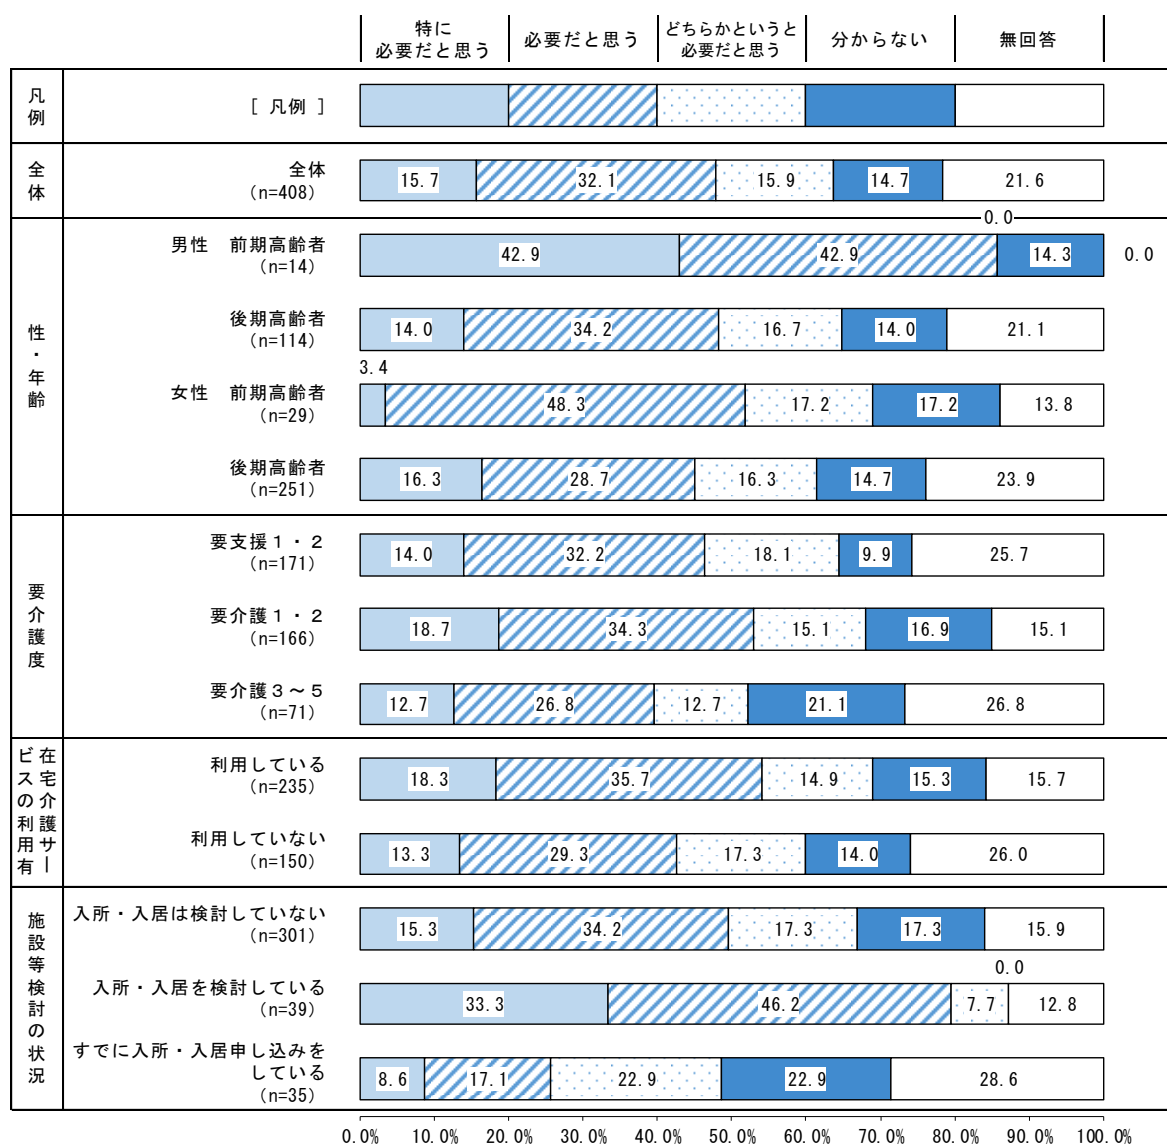 特に
必要だと思う
必要だと思う
どちらかというと
必要だと思う
分からない
無回答
凡例
[ 凡例 ]
全体
全体
(n=408)
15.7 32.1 15.9 14.7 21.6
性・年齢
男性 前期高齢者
(n=14)
0.0
42.9 42.9 14.3 0.0
後期高齢者
(n=114)
14.0 34.2 16.7 14.0 21.1
女性 前期高齢者
(n=29)
3.4
48.3 17.2 17.2 13.8
後期高齢者
(n=251)
16.3 28.7 16.3 14.7 23.9
要介護度
要支援１・２
(n=171)
14.0 32.2 18.1 9.9 25.7
要介護１・２
(n=166)
18.7 34.3 15.1 16.9 15.1
要介護３～５
(n=71)
12.7 26.8 12.7 21.1 26.8
在宅介護サー
ビスの利用有
利用している
(n=235)
18.3 35.7 14.9 15.3 15.7
利用していない
(n=150)
13.3 29.3 17.3 14.0 26.0
施設等検討の状況
入所・入居は検討していない
(n=301)
15.3 34.2 17.3 17.3 15.9
入所・入居を検討している
(n=39)
0.0
33.3 46.2 7.7 12.8
すでに入所・入居申し込みを
している
(n=35)
8.6 17.1 22.9 22.9 28.6
0.0% 10.0% 20.0% 30.0% 40.0% 50.0% 60.0% 70.0% 80.0% 90.0% 100.0%